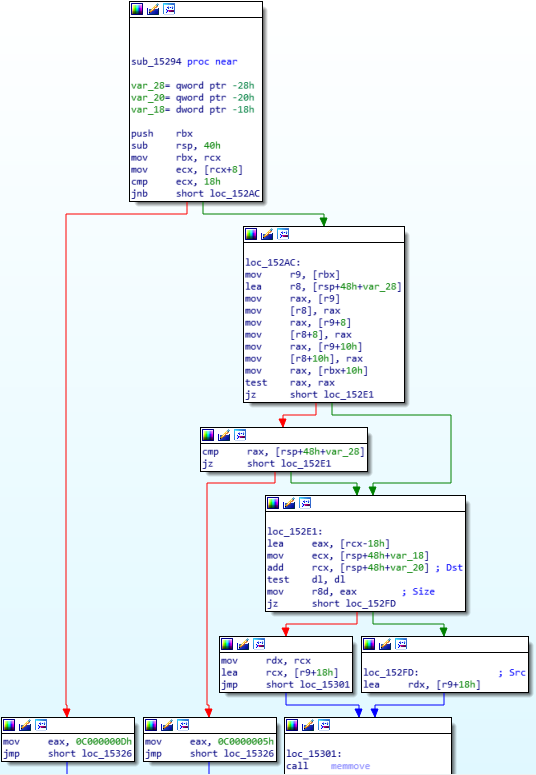 sub_15294 proc near
var_28= qword ptr -28h
var_20= qword ptr -20h
var_18= dword ptr -18h
push    rbx
sub     rsp, 40h
mov     rbx, rcx
mov     ecx, [rcx+8]
cmp     ecx, 18h
jnb     short loc_152AC
loc_152AC:
mov     r9, [rbx]
lea     r8, [rsp+48h+var_28]
mov     rax, [r9]
mov     [r8], rax
mov     rax, [r9+8]
mov     [r8+8], rax
mov     rax, [r9+10h]
mov     [r8+10h], rax
mov     rax, [rbx+10h]
test    rax, rax
jz      short loc_152E1
cmp     rax, [rsp+48h+var_28]
jz      short loc_152E1
loc_152E1:
lea     eax, [rcx-18h]
mov     ecx, [rsp+48h+var_18]
add     rcx, [rsp+48h+var_20] ; Dst
test    dl, dl
mov     r8d, eax        ; Size
jz      short loc_152FD
mov     rdx, rcx
lea     rcx, [r9+18h]
jmp     short loc_15301
loc_152FD:              ; Src
lea     rdx, [r9+18h]
mov     eax, 0C000000Dh
jmp     short loc_15326
mov     eax, 0C0000005h
jmp     short loc_15326
loc_15301:
call    memmove